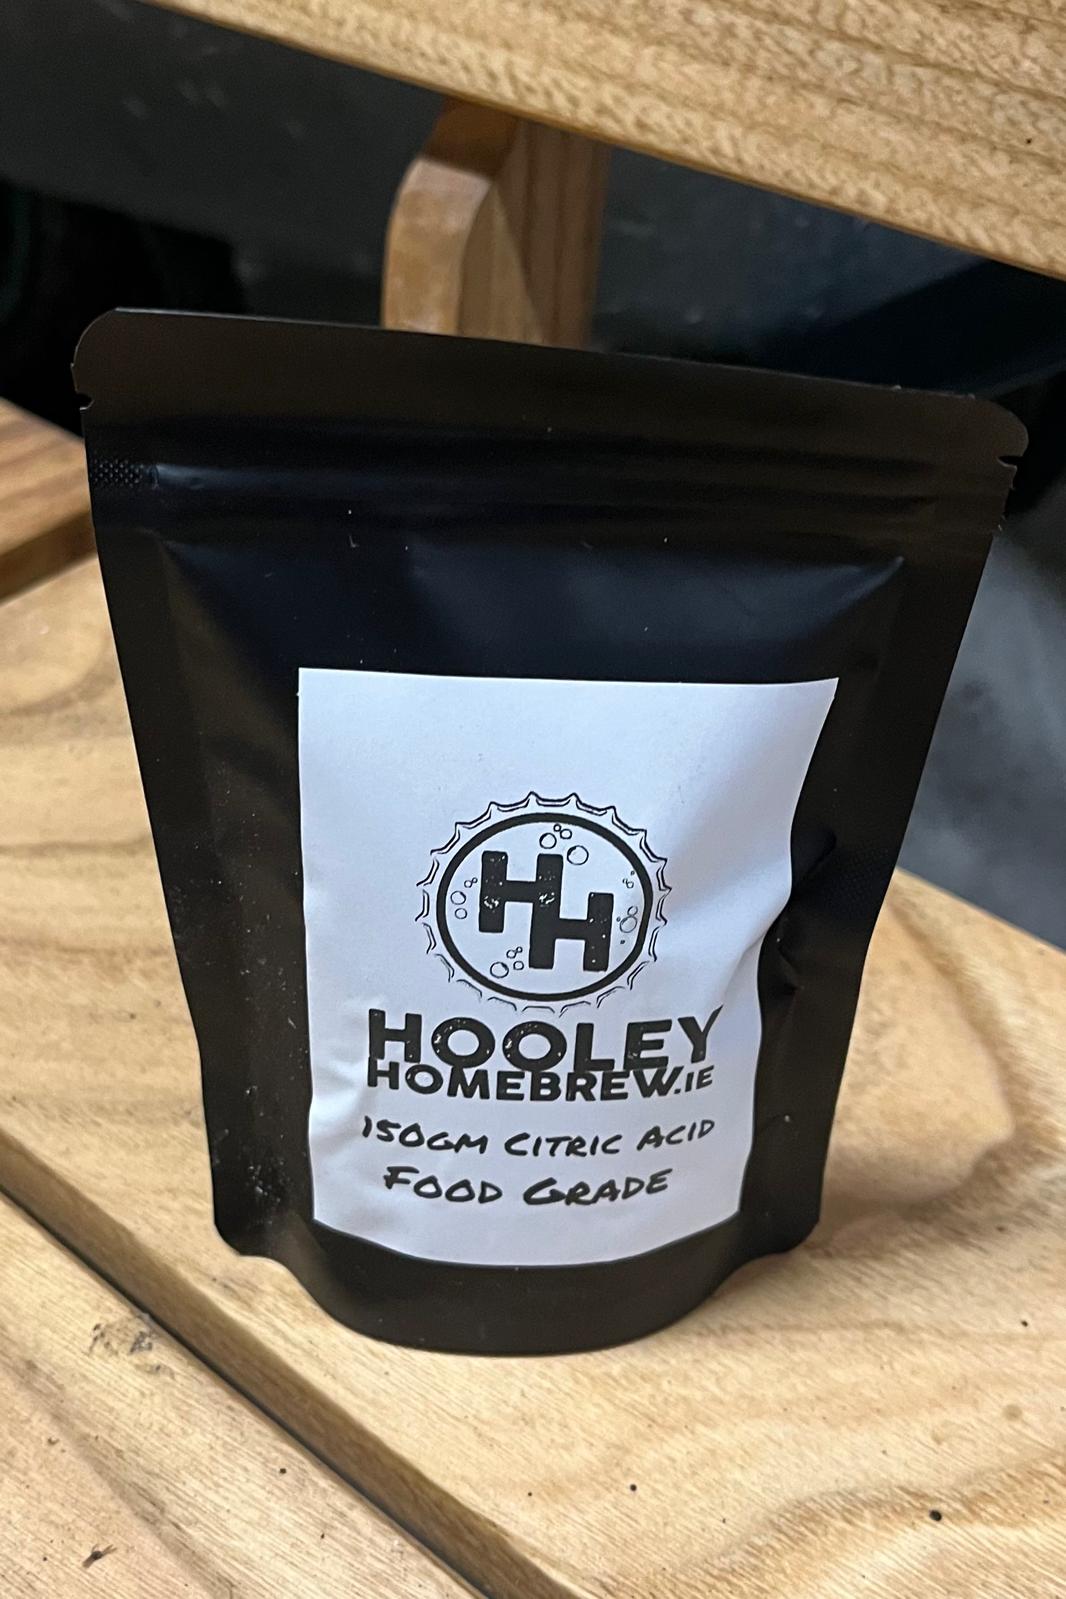 HH
HOOLEY
HOMEBREW.IE
150GM CITRIC ACID
FOOD GRADE